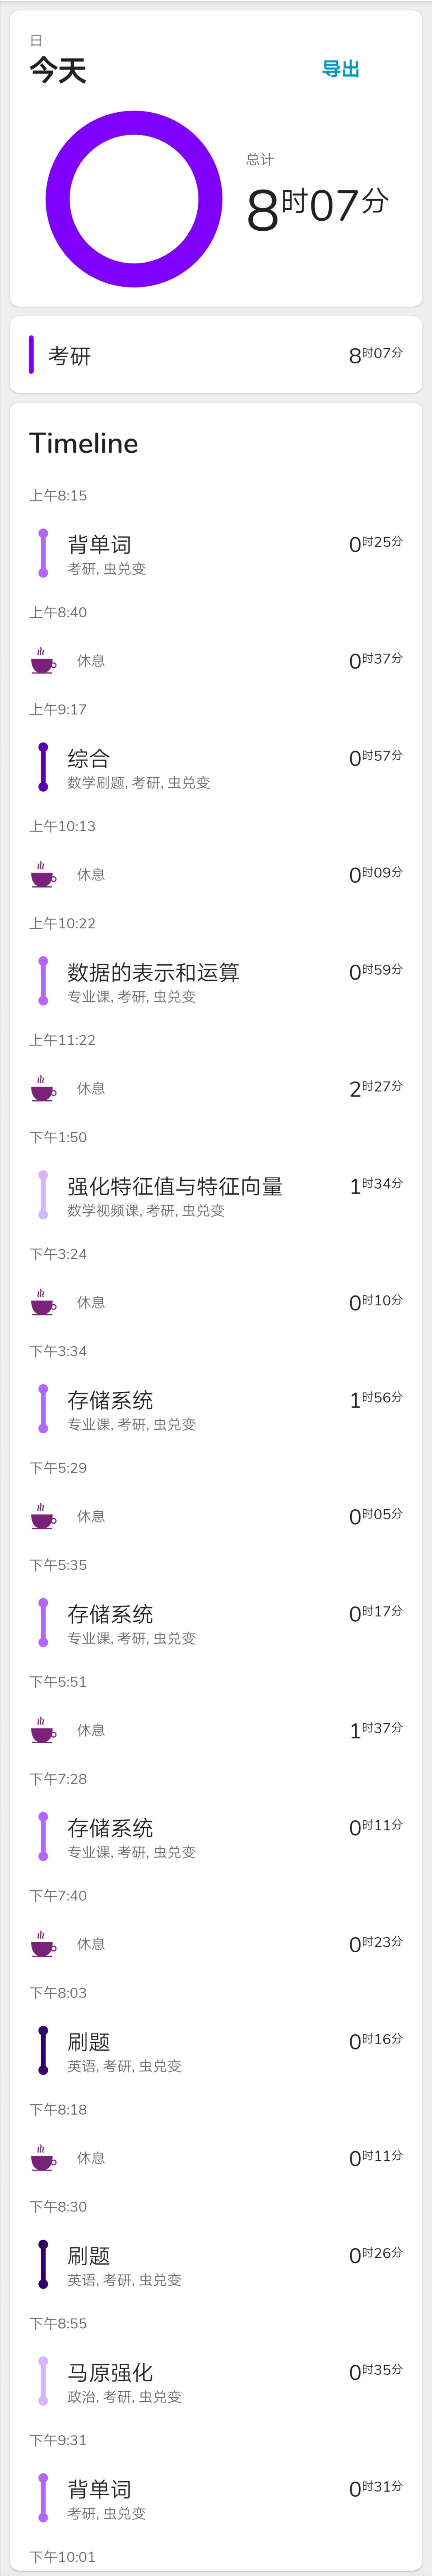 日
今天
导出
总计
8时07分
考研 8时07分
Timeline
上午8:15
背单词 0时25分
考研, 虫兑变
上午8:40
休息 0时37分
上午9:17
综合 0时57分
数学刷题, 考研, 虫兑变
上午10:13
休息 0时09分
上午10:22
数据的表示和运算 0时59分
专业课, 考研, 虫兑变
上午11:22
休息 2时27分
下午1:50
强化特征值与特征向量 1时34分
数学视频课, 考研, 虫兑变
下午3:24
休息 0时10分
下午3:34
存储系统 1时56分
专业课, 考研, 虫兑变
下午5:29
休息 0时05分
下午5:35
存储系统 0时17分
专业课, 考研, 虫兑变
下午5:51
休息 1时37分
下午7:28
存储系统 0时11分
专业课, 考研, 虫兑变
下午7:40
休息 0时23分
下午8:03
刷题 0时16分
英语, 考研, 虫兑变
下午8:18
休息 0时11分
下午8:30
刷题 0时26分
英语, 考研, 虫兑变
下午8:55
马原强化 0时35分
政治, 考研, 虫兑变
下午9:31
背单词 0时31分
考研, 虫兑变
下午10:01